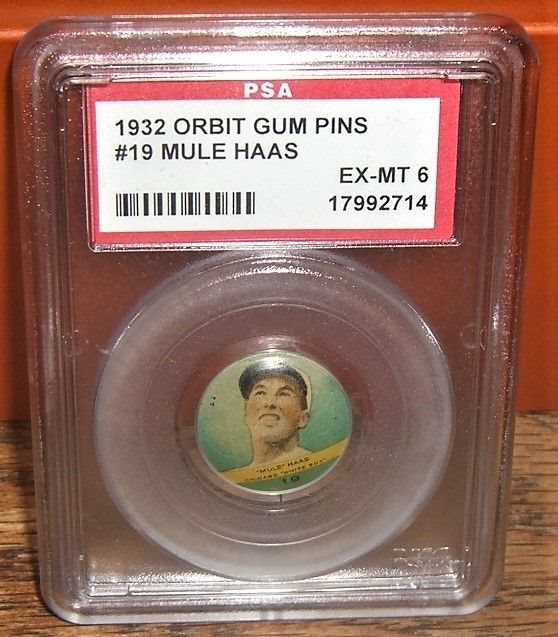 PSA
1932 ORBIT GUM PINS
#19 MULE HAAS
EX-MT 6
17992714
"MULE" HAAS
CHICAGO "WHITE SOX"
19